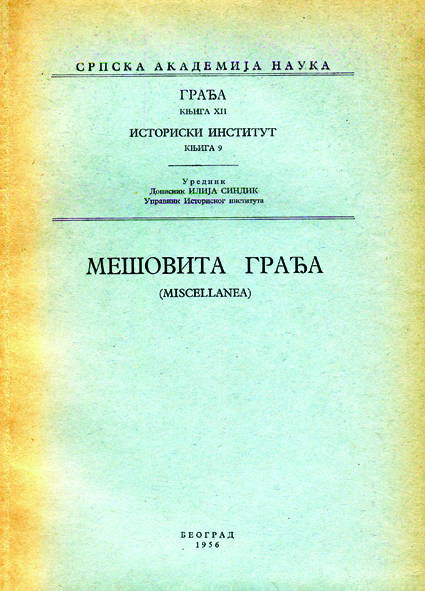 СРПСКА АКАДЕМИЈА НАУКА
ГРАЂА
КЊИГА XII
ИСТОРИСКИ ИНСТИТУТ
КЊИГА 9
Уредник
Дописник ИЛИЈА СИНДИК
Управник Историског института
МЕШОВИТА ГРАЂА
(MISCELLANEA)
БЕОГРАД
1956